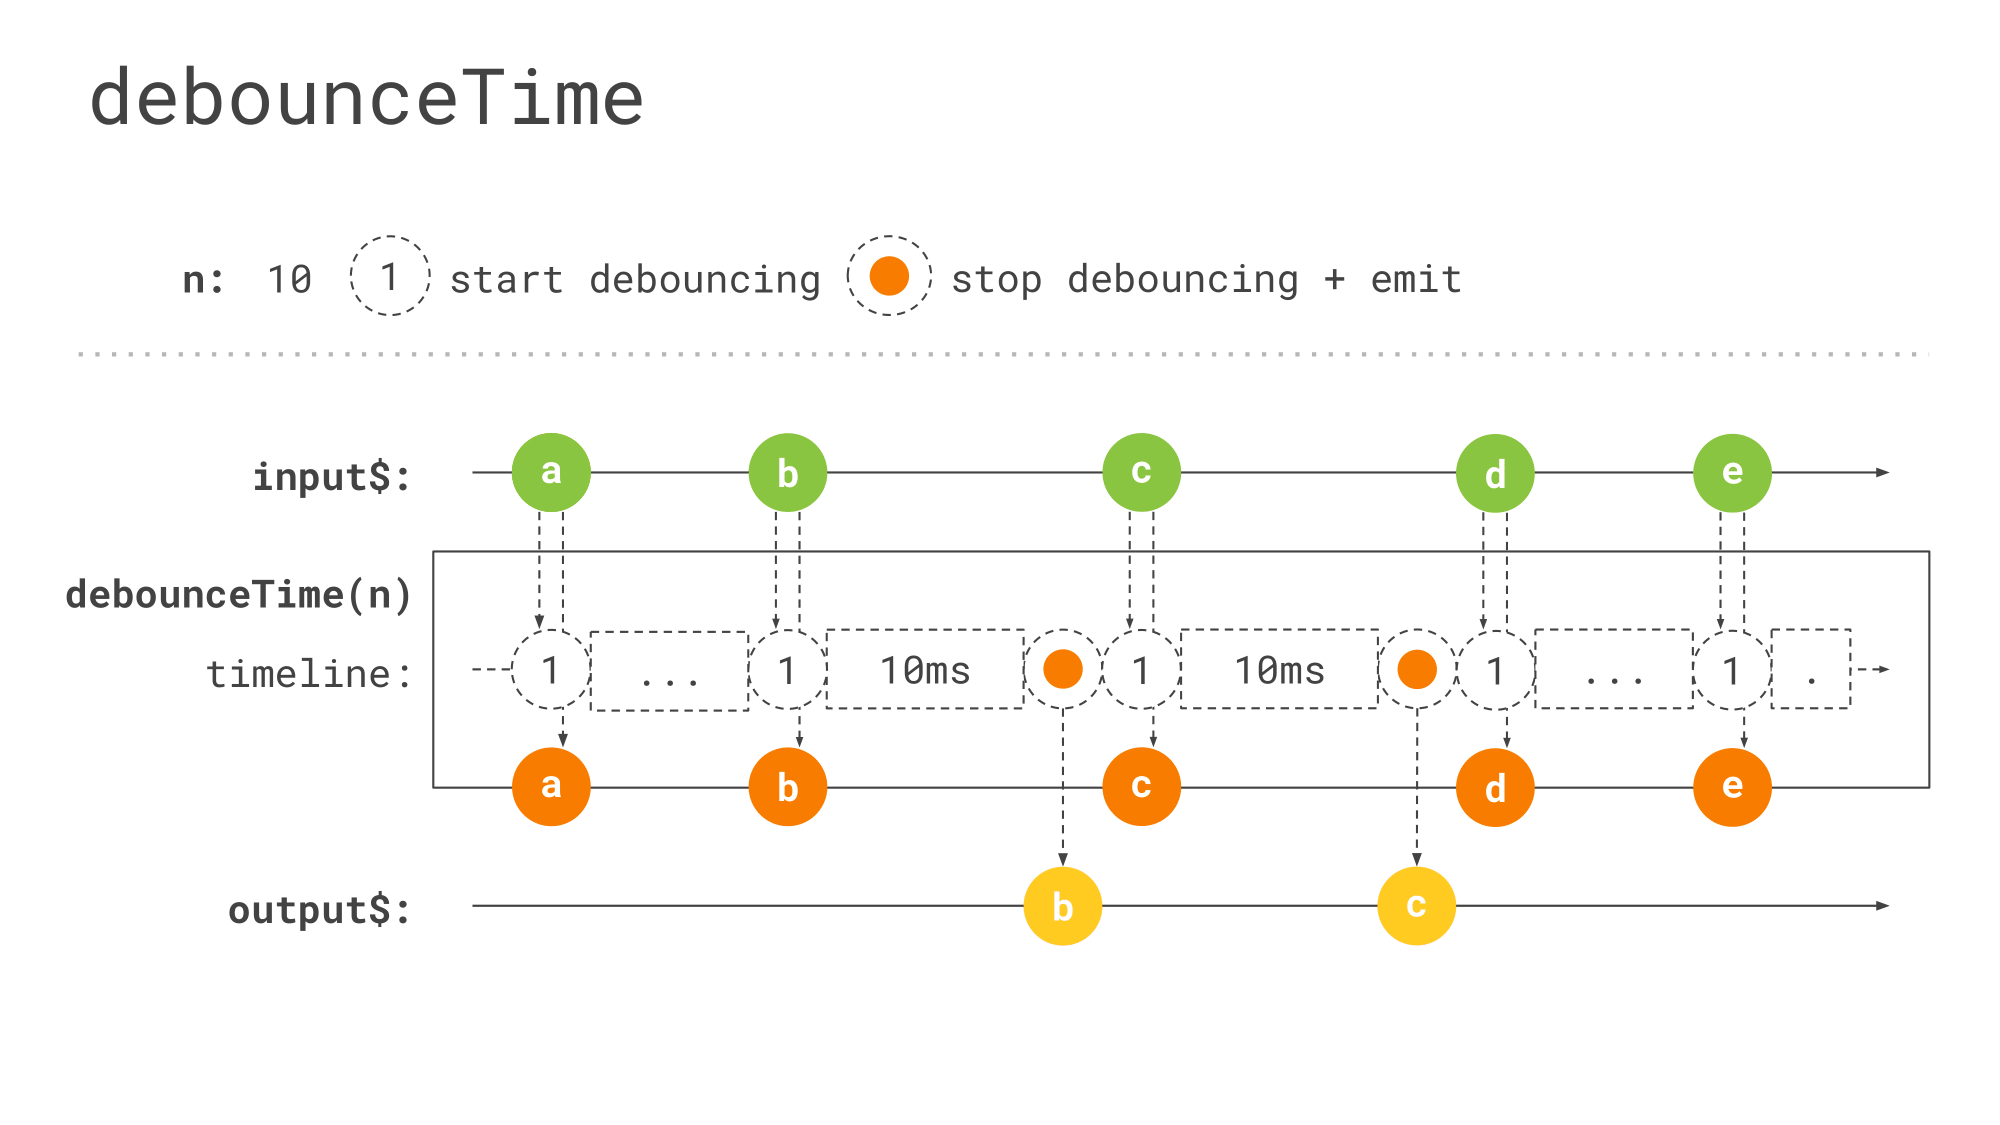 debounceTime
n: 10 1 start debouncing stop debouncing + emit
input$: a b c d e
debounceTime(n)
timeline: 1 ... 1 10ms 1 10ms 1 ... 1 .
a b c d e
output$: b c